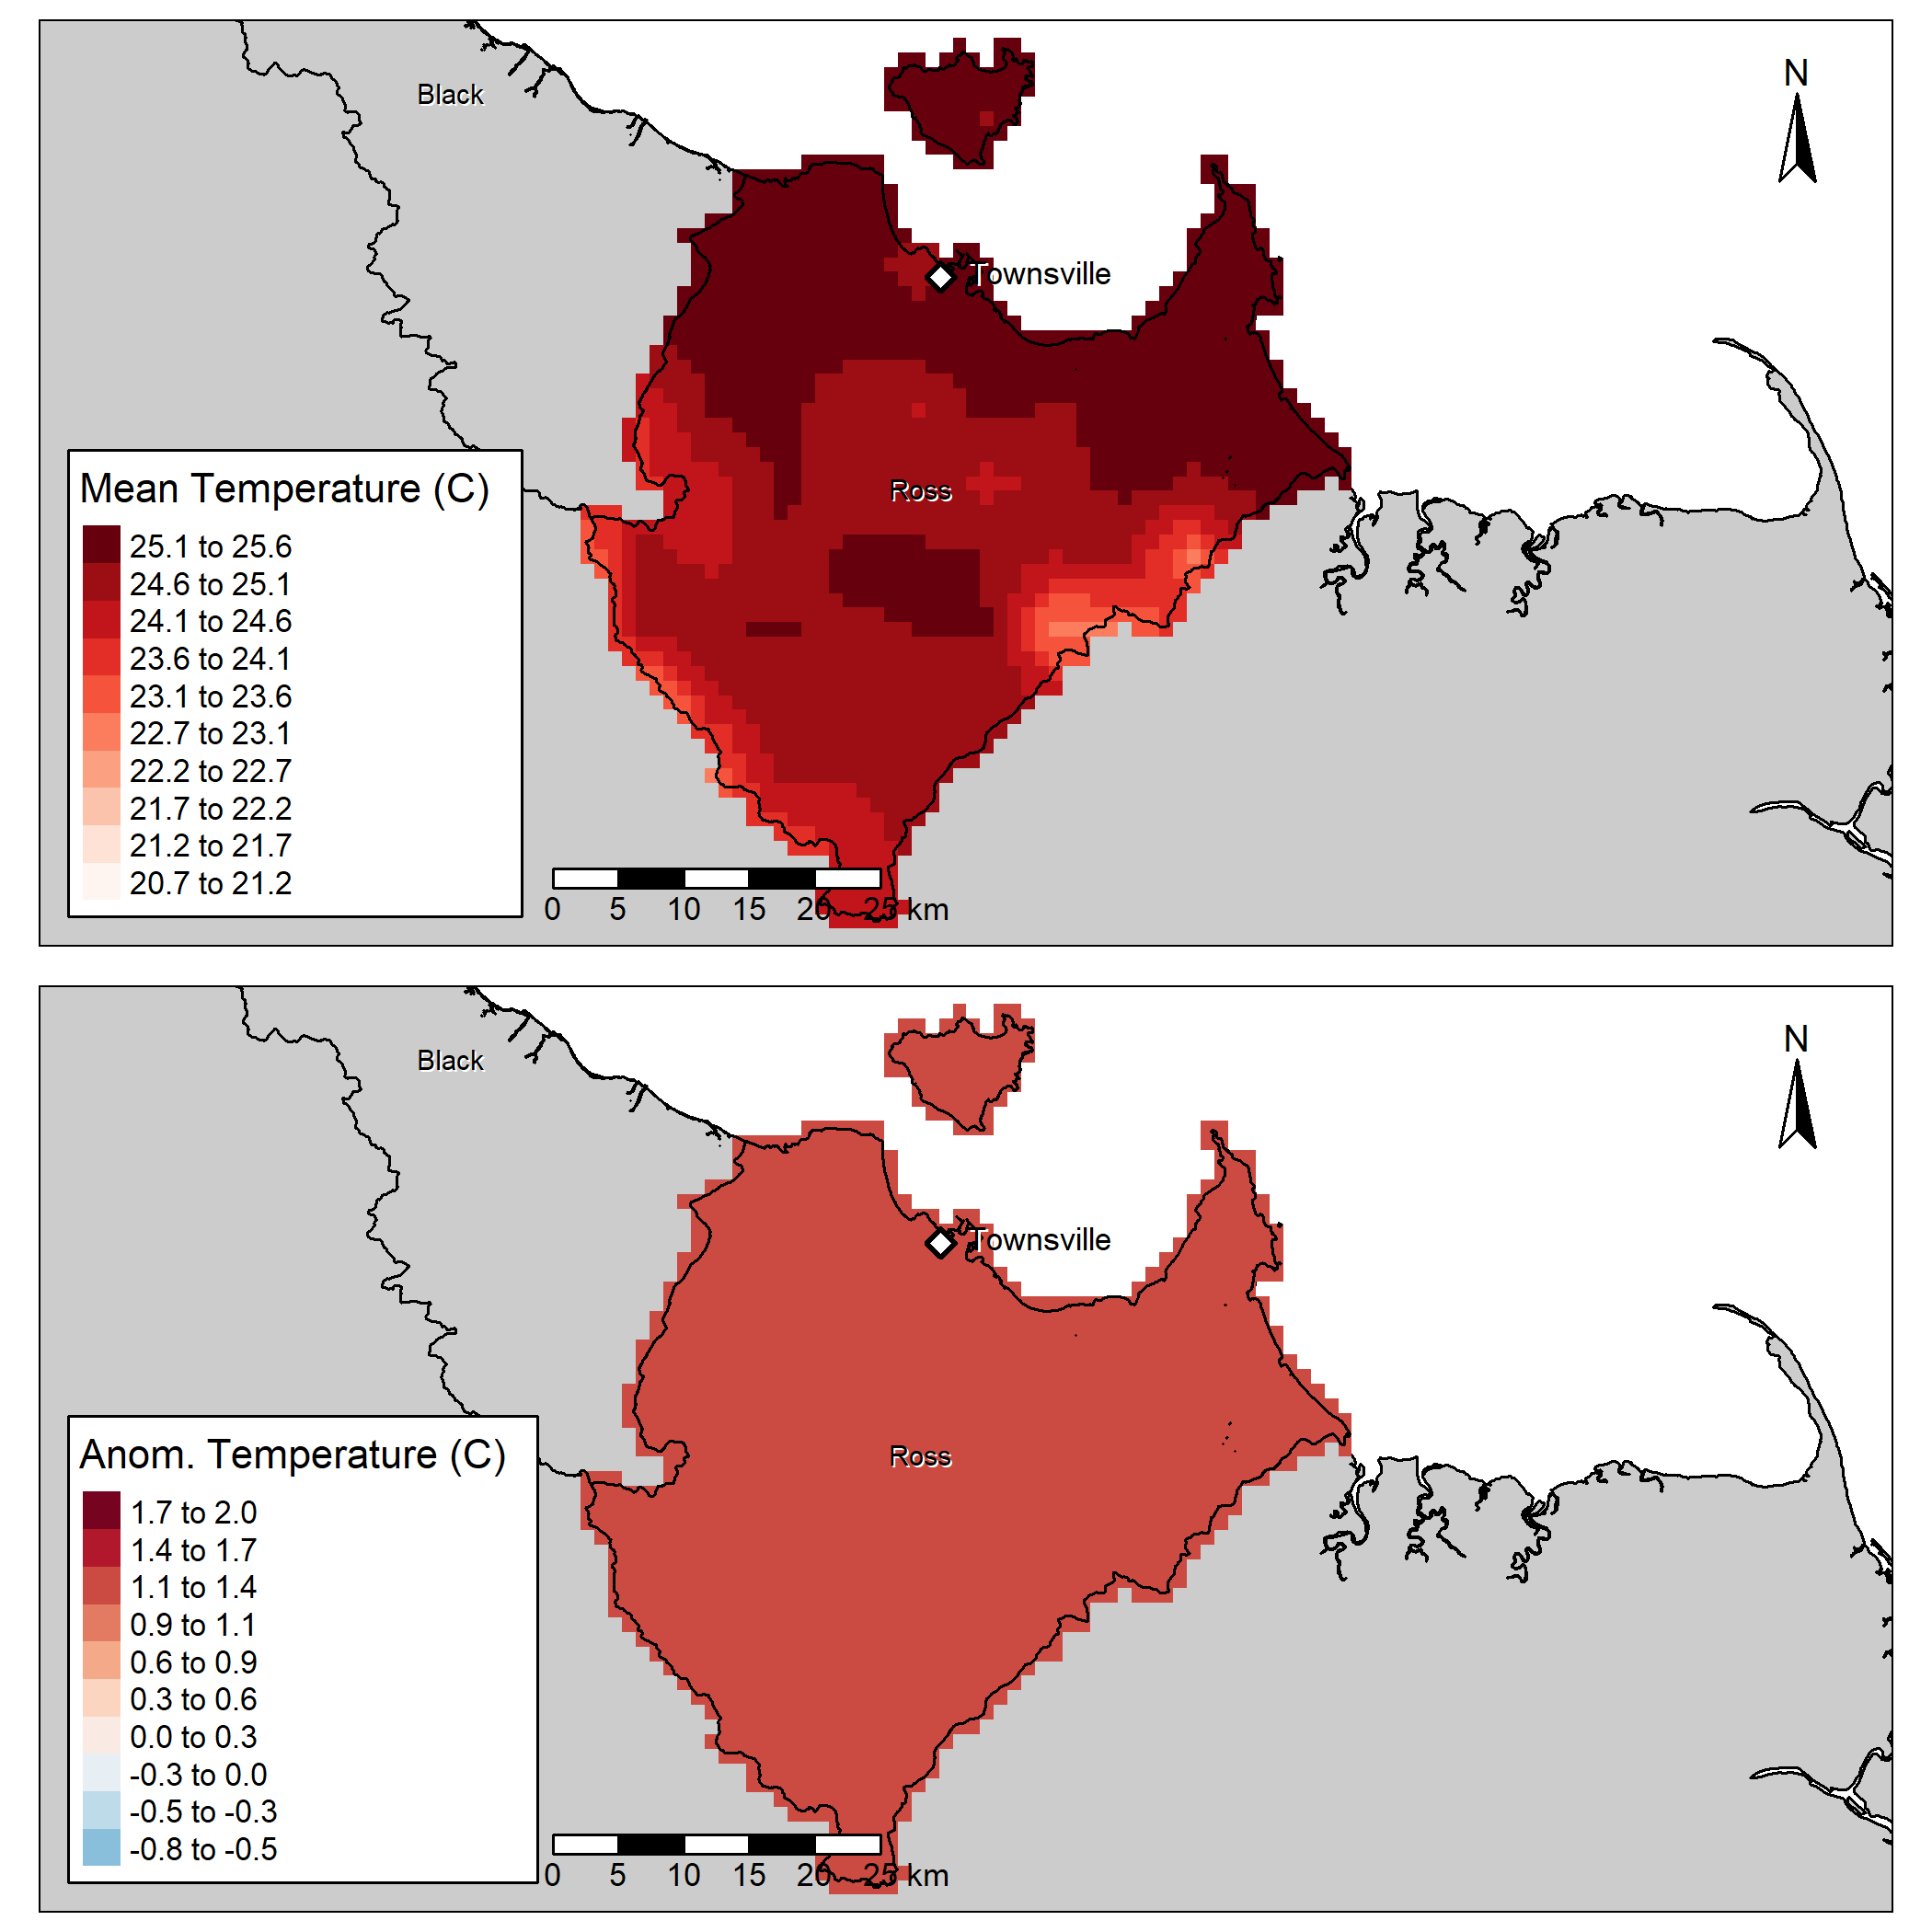 Black
N
Townsville
Ross
Mean Temperature (C)
25.1 to 25.6
24.6 to 25.1
24.1 to 24.6
23.6 to 24.1
23.1 to 23.6
22.7 to 23.1
22.2 to 22.7
21.7 to 22.2
21.2 to 21.7
20.7 to 21.2
0 5 10 15 20 25 km
Black
N
Townsville
Ross
Anom. Temperature (C)
1.7 to 2.0
1.4 to 1.7
1.1 to 1.4
0.9 to 1.1
0.6 to 0.9
0.3 to 0.6
0.0 to 0.3
-0.3 to 0.0
-0.5 to -0.3
-0.8 to -0.5
0 5 10 15 20 25 km